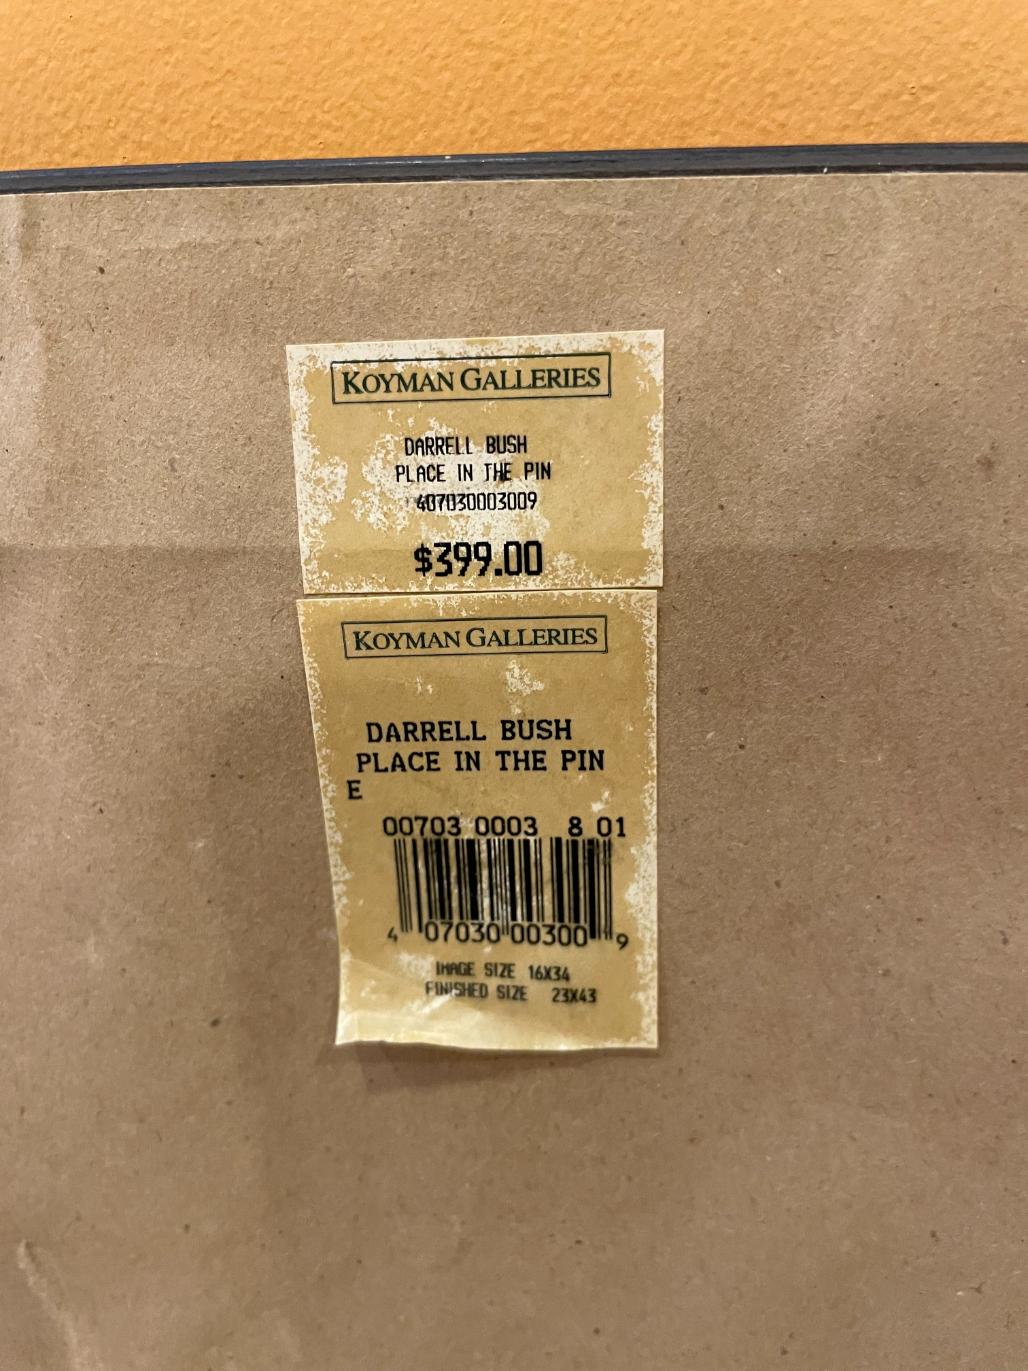 KOYMAN GALLERIES
DARRELL BUSH
PLACE IN THE PIN
407030003009
$399.00
KOYMAN GALLERIES
DARRELL BUSH
PLACE IN THE PIN
E
00703 0003 8 01
4 07030 00300 9
IMAGE SIZE 16X34
FINISHED SIZE 23X43